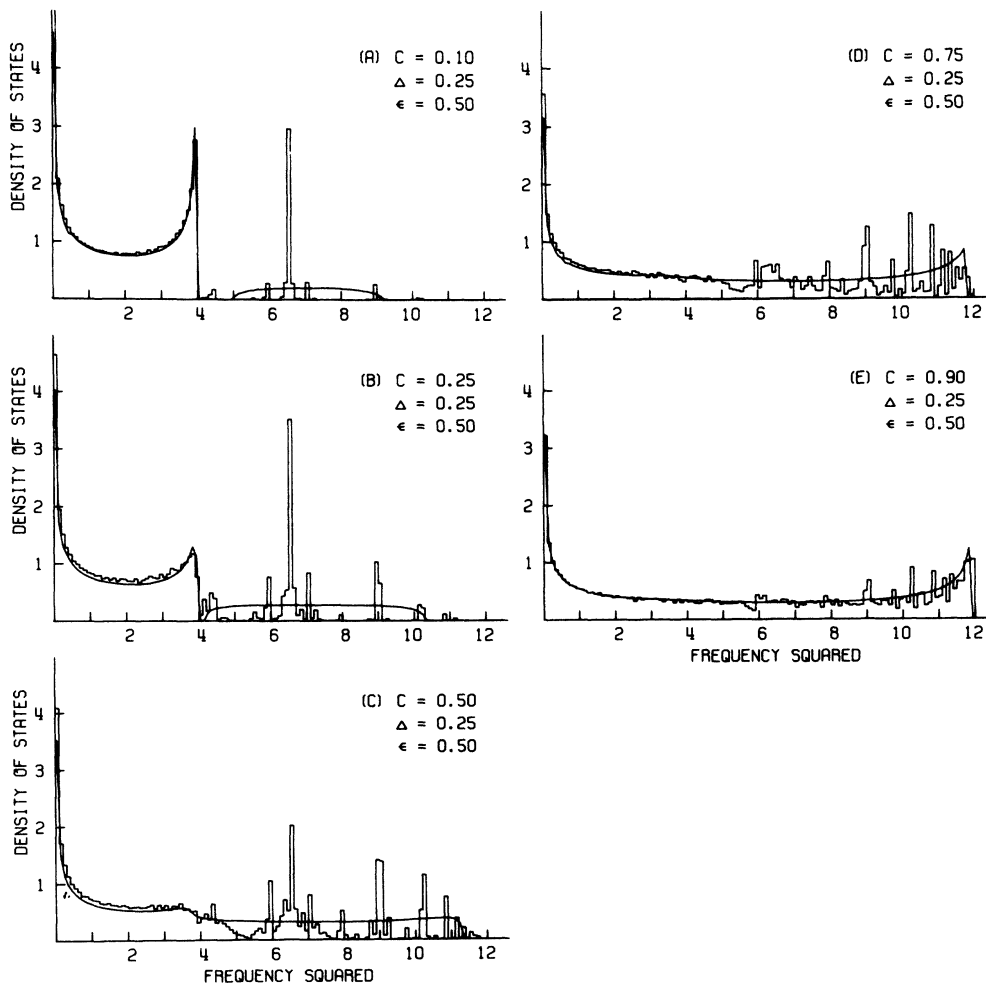 DENSITY OF STATES
4
3
2
1
(A) C = 0.10
Δ = 0.25
ϵ = 0.50
2 4 6 8 10 12
DENSITY OF STATES
4
3
2
1
(B) C = 0.25
Δ = 0.25
ϵ = 0.50
2 4 6 8 10 12
DENSITY OF STATES
4
3
2
1
(C) C = 0.50
Δ = 0.25
ϵ = 0.50
2 4 6 8 10 12
FREQUENCY SQUARED
4
3
2
1
(D) C = 0.75
Δ = 0.25
ϵ = 0.50
2 4 6 8 10 12
4
3
2
1
(E) C = 0.90
Δ = 0.25
ϵ = 0.50
2 4 6 8 10 12
FREQUENCY SQUARED